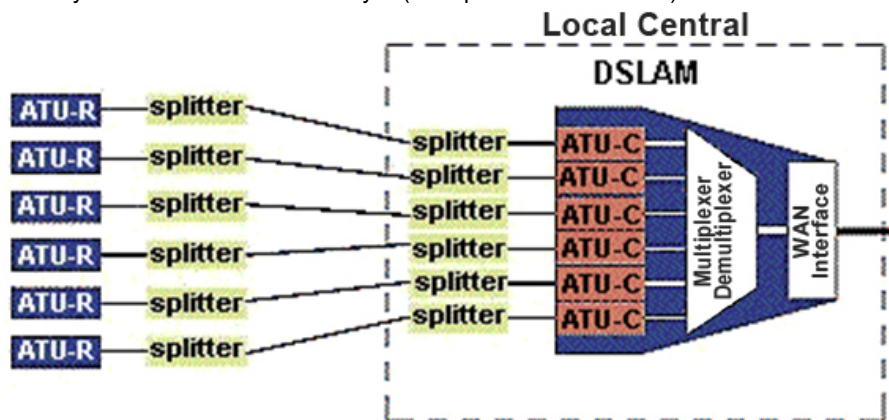 Local Central
DSLAM
ATU-R splitter
ATU-R splitter
ATU-R splitter
ATU-R splitter
ATU-R splitter
ATU-R splitter
splitter ATU-C
splitter ATU-C
splitter ATU-C
splitter ATU-C
splitter ATU-C
splitter ATU-C
Multiplexer
Demultiplexer
WAN
Interface